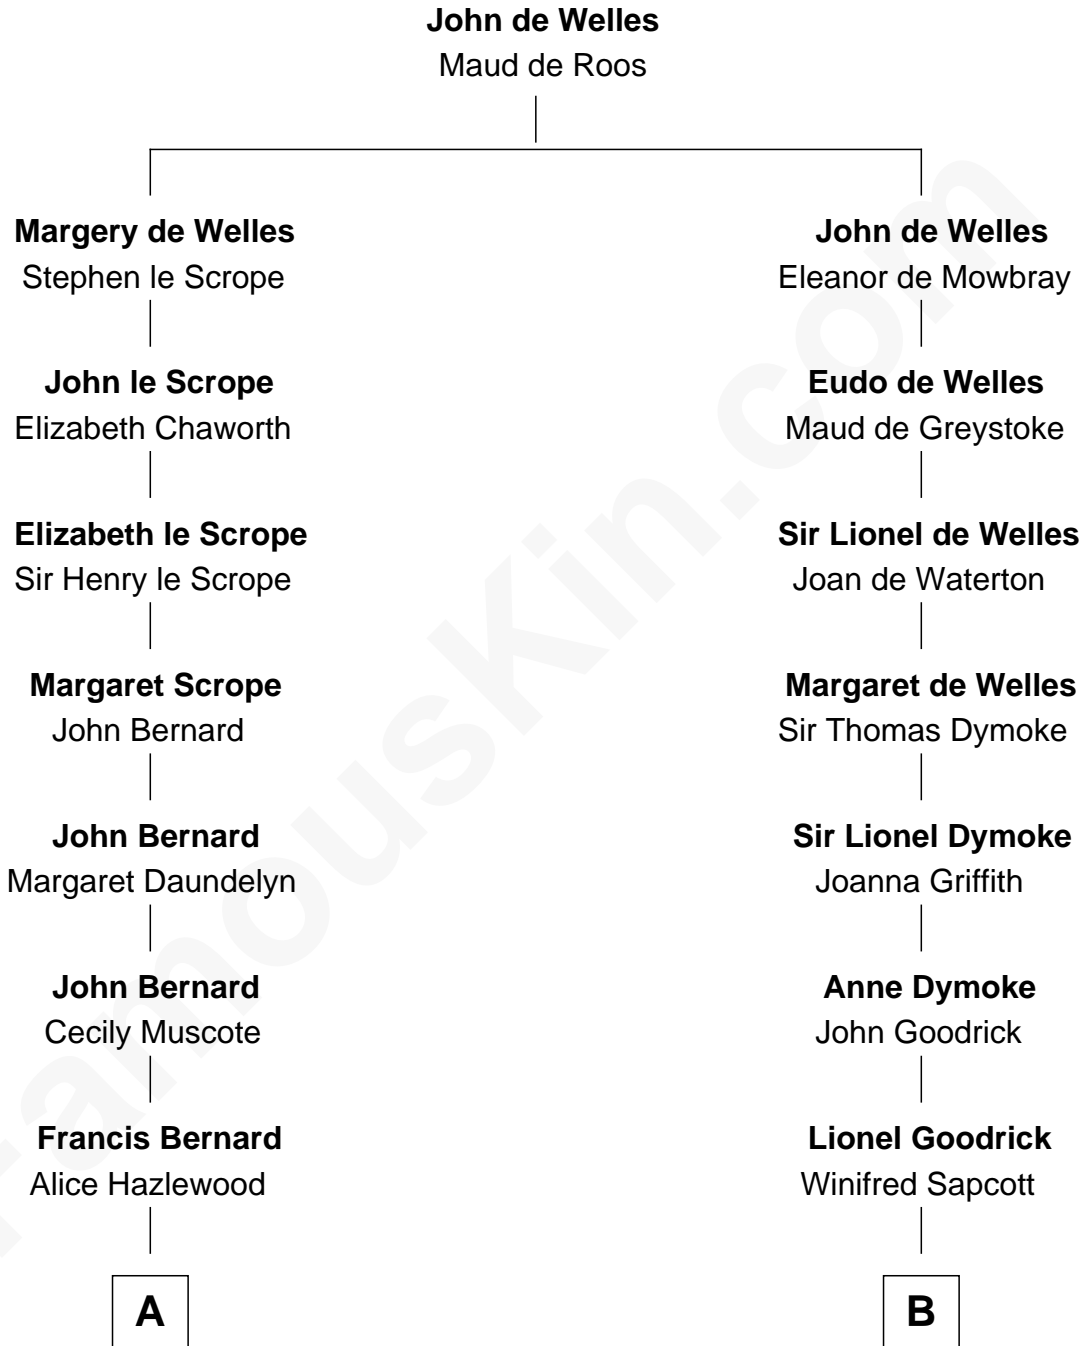 John de Welles
Maud de Roos
Margery de Welles
Stephen le Scrope
John de Welles
Eleanor de Mowbray
John le Scrope
Elizabeth Chaworth
Eudo de Welles
Maud de Greystoke
Elizabeth le Scrope
Sir Henry le Scrope
Sir Lionel de Welles
Joan de Waterton
Margaret Scrope
John Bernard
Margaret de Welles
Sir Thomas Dymoke
John Bernard
Margaret Daundelyn
Sir Lionel Dymoke
Joanna Griffith
John Bernard
Cecily Muscote
Anne Dymoke
John Goodrick
Francis Bernard
Alice Hazlewood
Lionel Goodrick
Winifred Sapcott
A
B
FamousKin.com